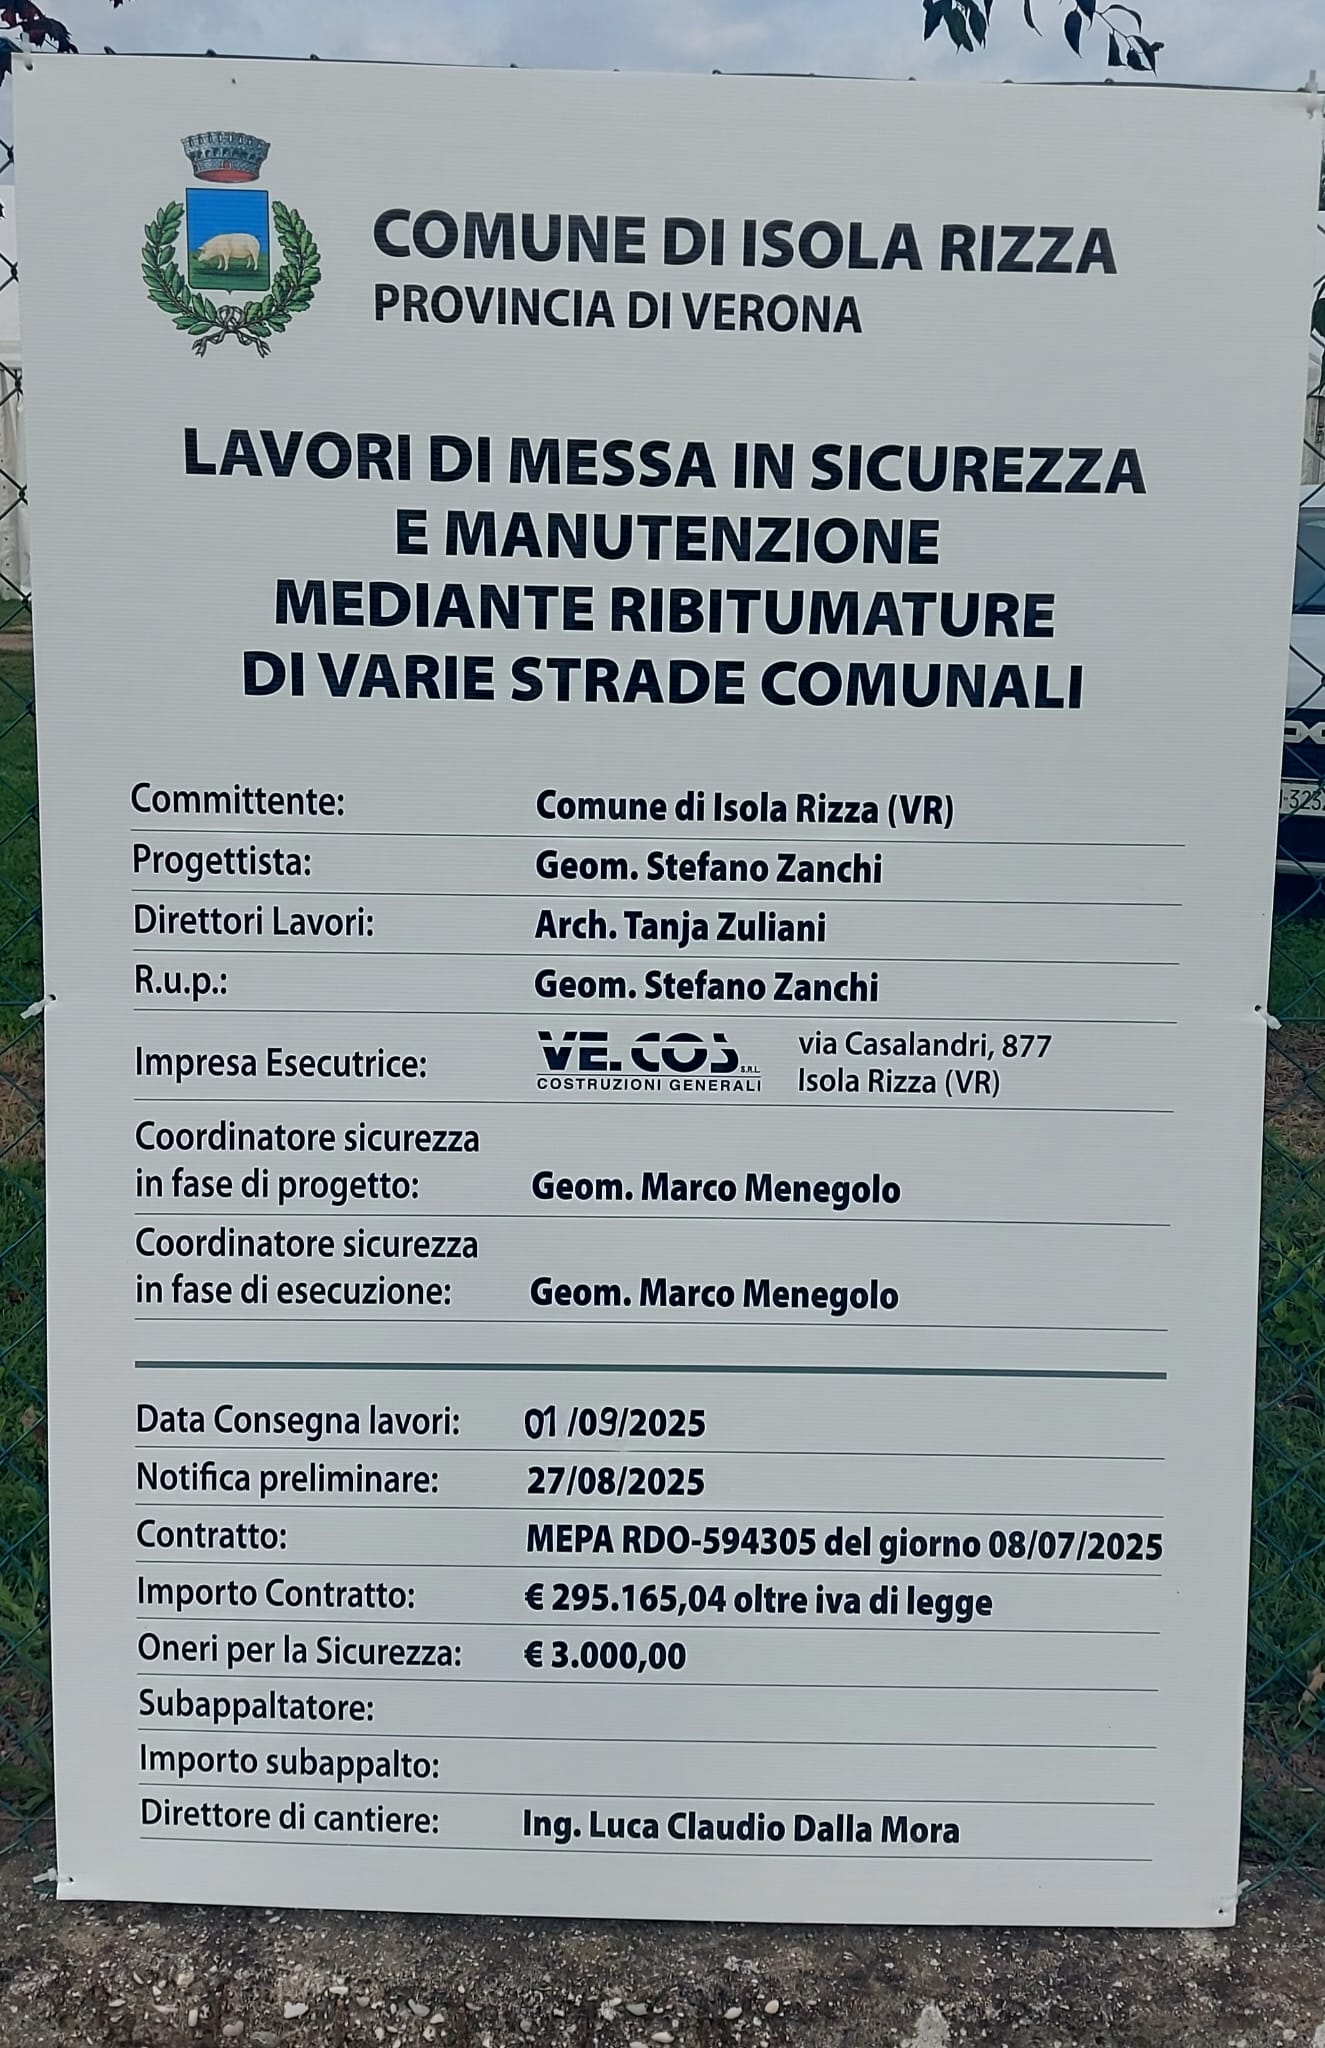 COMUNE DI ISOLA RIZZA
PROVINCIA DI VERONA
LAVORI DI MESSA IN SICUREZZA
E MANUTENZIONE
MEDIANTE RIBITUMATURE
DI VARIE STRADE COMUNALI
Committente: Comune di Isola Rizza (VR)
Progettista: Geom. Stefano Zanchi
Direttori Lavori: Arch. Tanja Zuliani
R.u.p.: Geom. Stefano Zanchi
Impresa Esecutrice: VE.COS. S.R.L. COSTRUZIONI GENERALI via Casalandri, 877
Isola Rizza (VR)
Coordinatore sicurezza
in fase di progetto: Geom. Marco Menegolo
Coordinatore sicurezza
in fase di esecuzione: Geom. Marco Menegolo
Data Consegna lavori: 01/09/2025
Notifica preliminare: 27/08/2025
Contratto: MEPA RDO-594305 del giorno 08/07/2025
Importo Contratto: € 295.165,04 oltre iva di legge
Oneri per la Sicurezza: € 3.000,00
Subappaltatore:
Importo subappalto:
Direttore di cantiere: Ing. Luca Claudio Dalla Mora